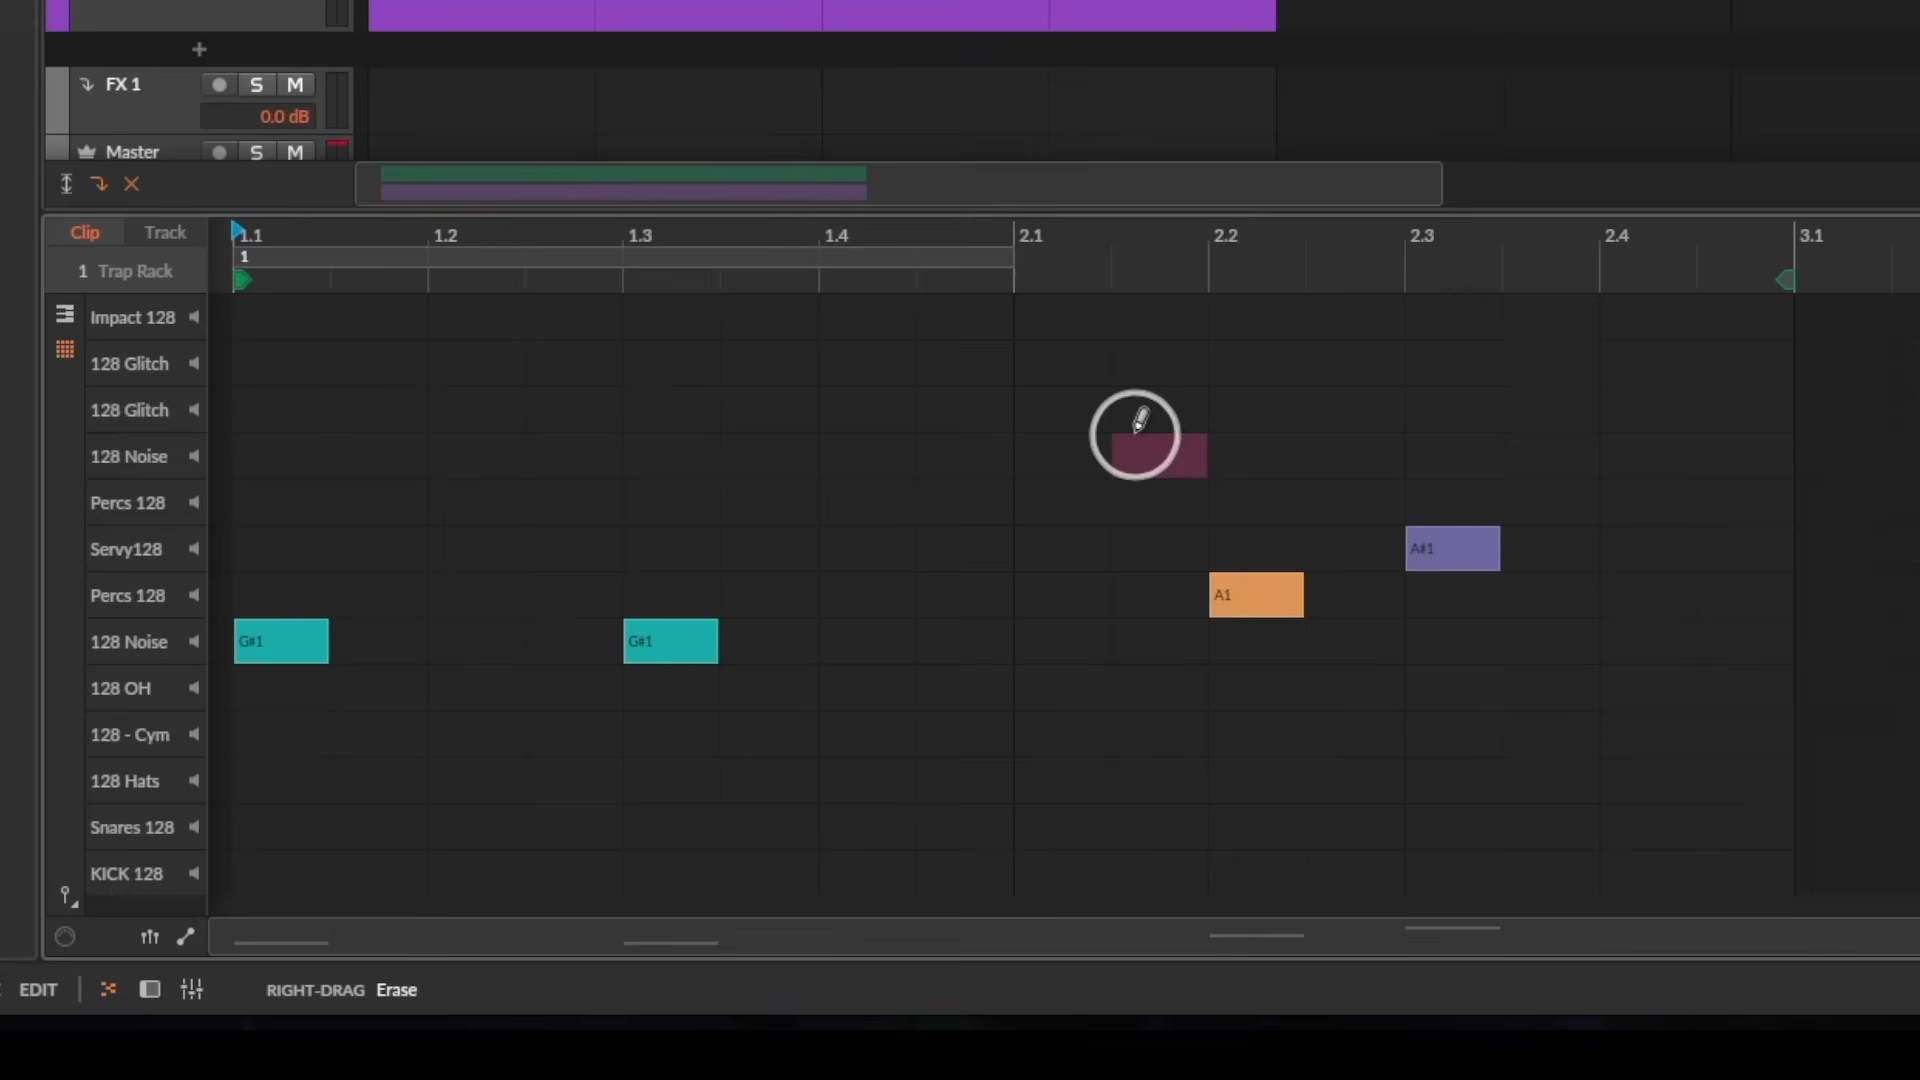 FX 1 S M
0.0 dB
Master S M
Clip Track
1.1 1.2 1.3 1.4 2.1 2.2 2.3 2.4 3.1
1
1 Trap Rack
Impact 128
128 Glitch
128 Glitch
128 Noise
Percs 128
Servy128 A#1
Percs 128 A1
128 Noise G#1 G#1
128 OH
128 - Cym
128 Hats
Snares 128
KICK 128
EDIT RIGHT-DRAG Erase